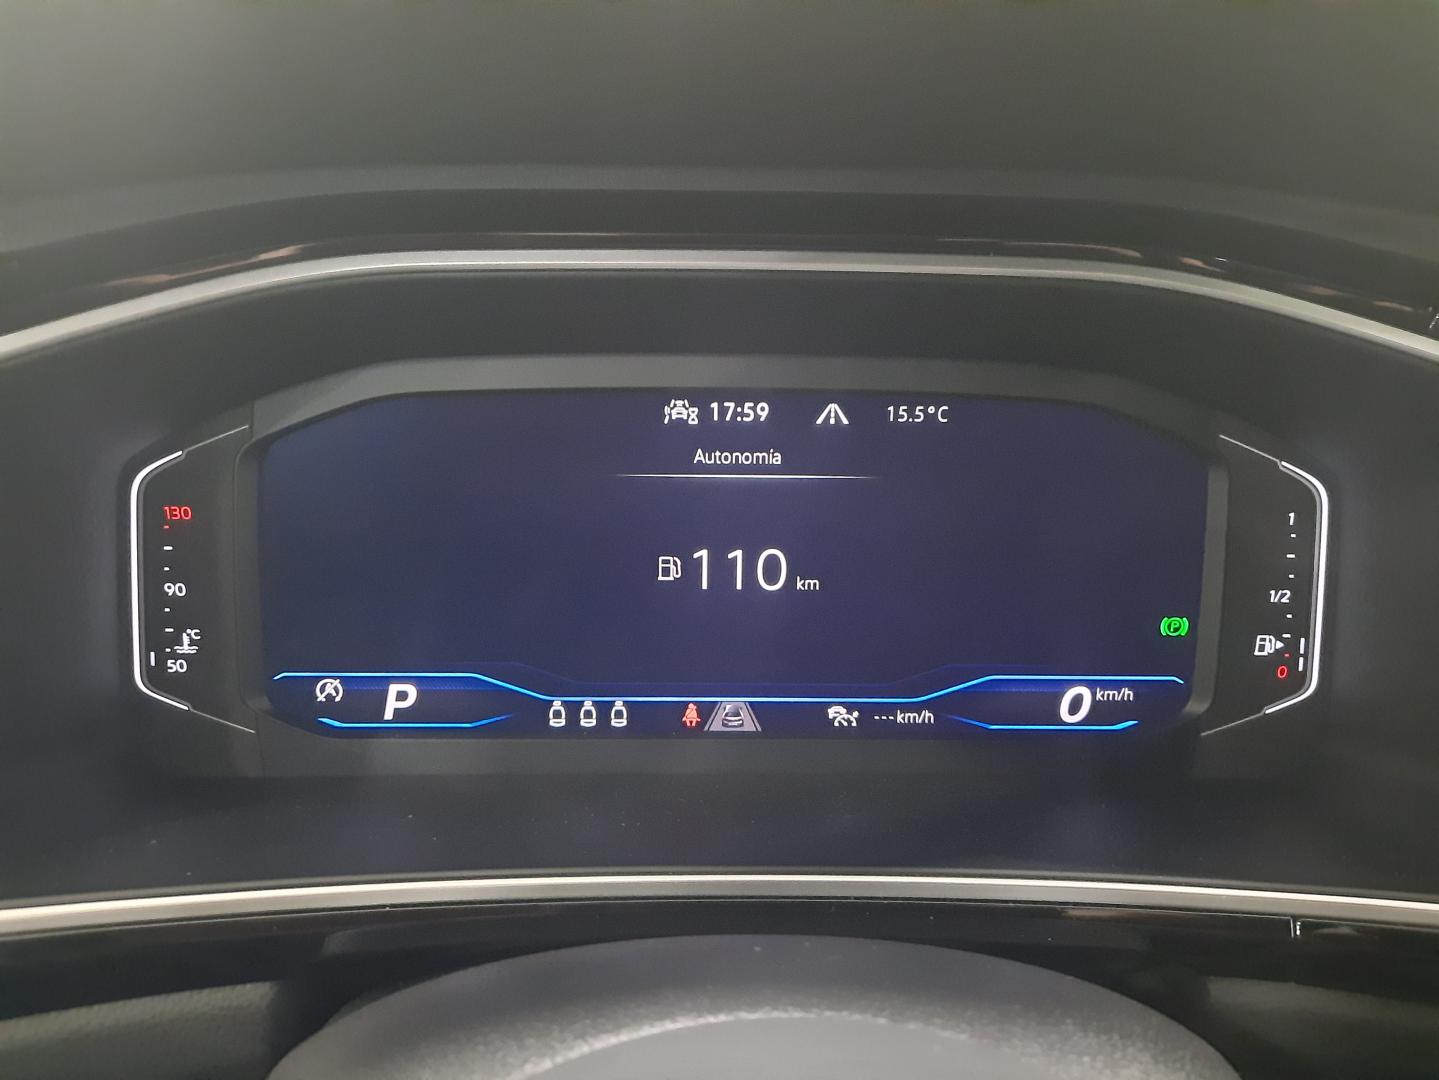 17:59
15.5°C
Autonomía
110 km
130
90
°C
50
1
1/2
0
P
P
0 km/h
---km/h